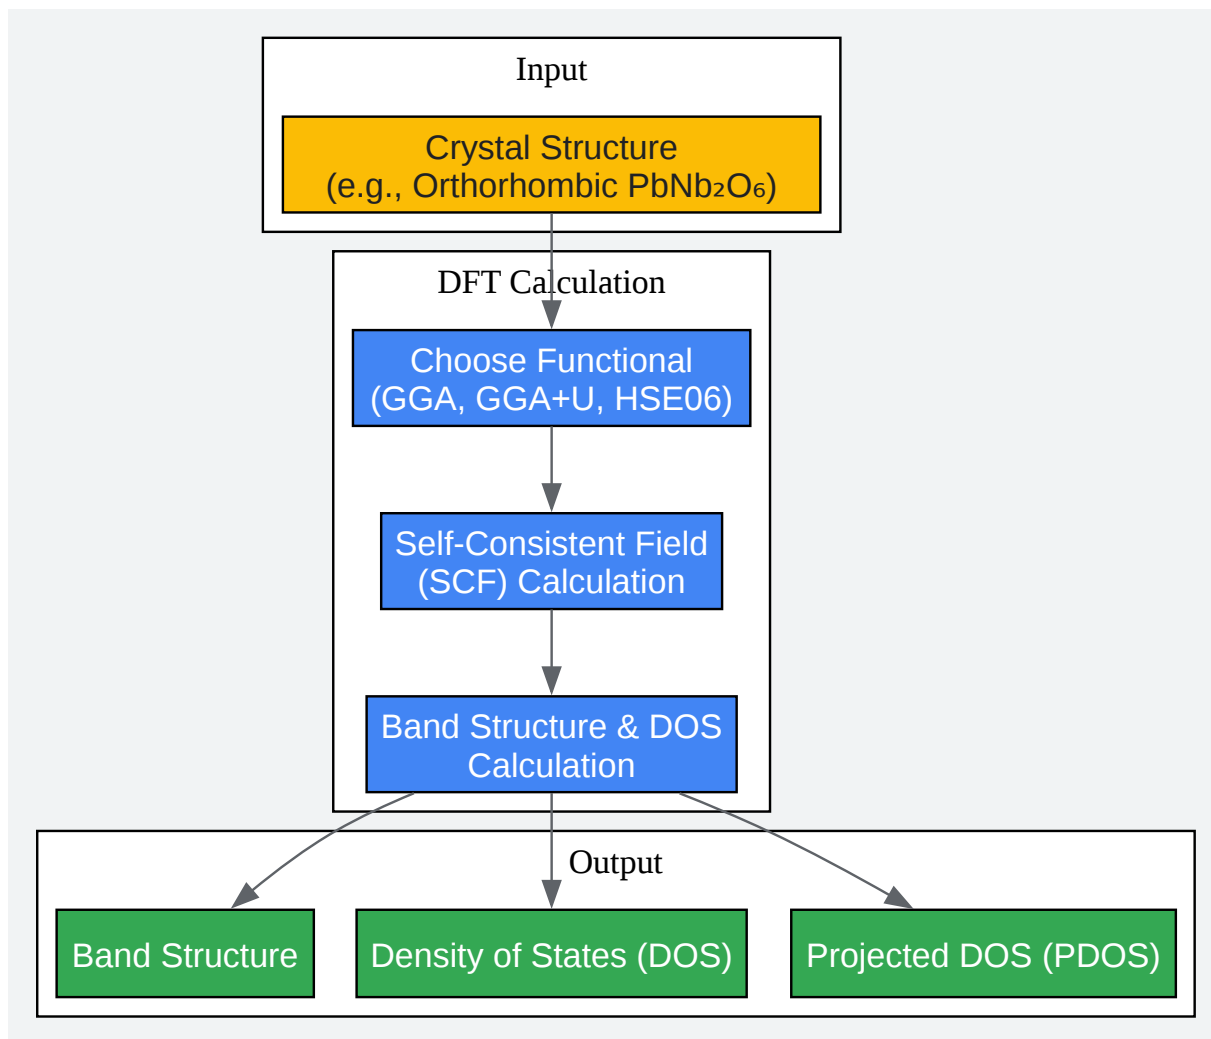 Input
Crystal Structure
(e.g., Orthorhombic PbNb₂O₆)
DFT Calculation
Choose Functional
(GGA, GGA+U, HSE06)
Self-Consistent Field
(SCF) Calculation
Band Structure & DOS
Calculation
Output
Band Structure
Density of States (DOS)
Projected DOS (PDOS)